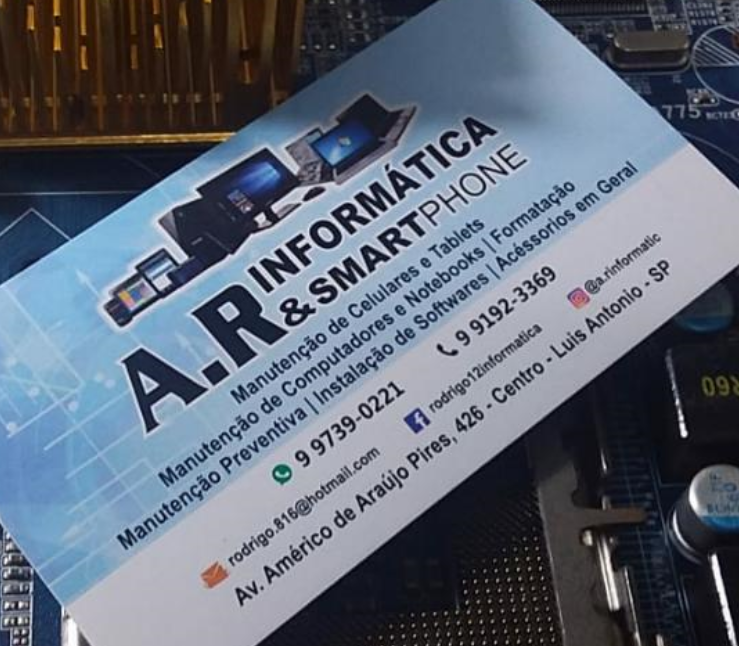 A.R INFORMÁTICA
& SMARTPHONE
Manutenção de Celulares e Tablets
Manutenção de Computadores e Notebooks | Formatação
Manutenção Preventiva | Instalação de Softwares | Acéssorios em Geral
9 9739-0221 9 9192-3369
rodrigo.816@hotmail.com rodrigo12informatica @a.rinformatic
Av. Américo de Araújo Pires, 426 - Centro - Luis Antonio - SP
775